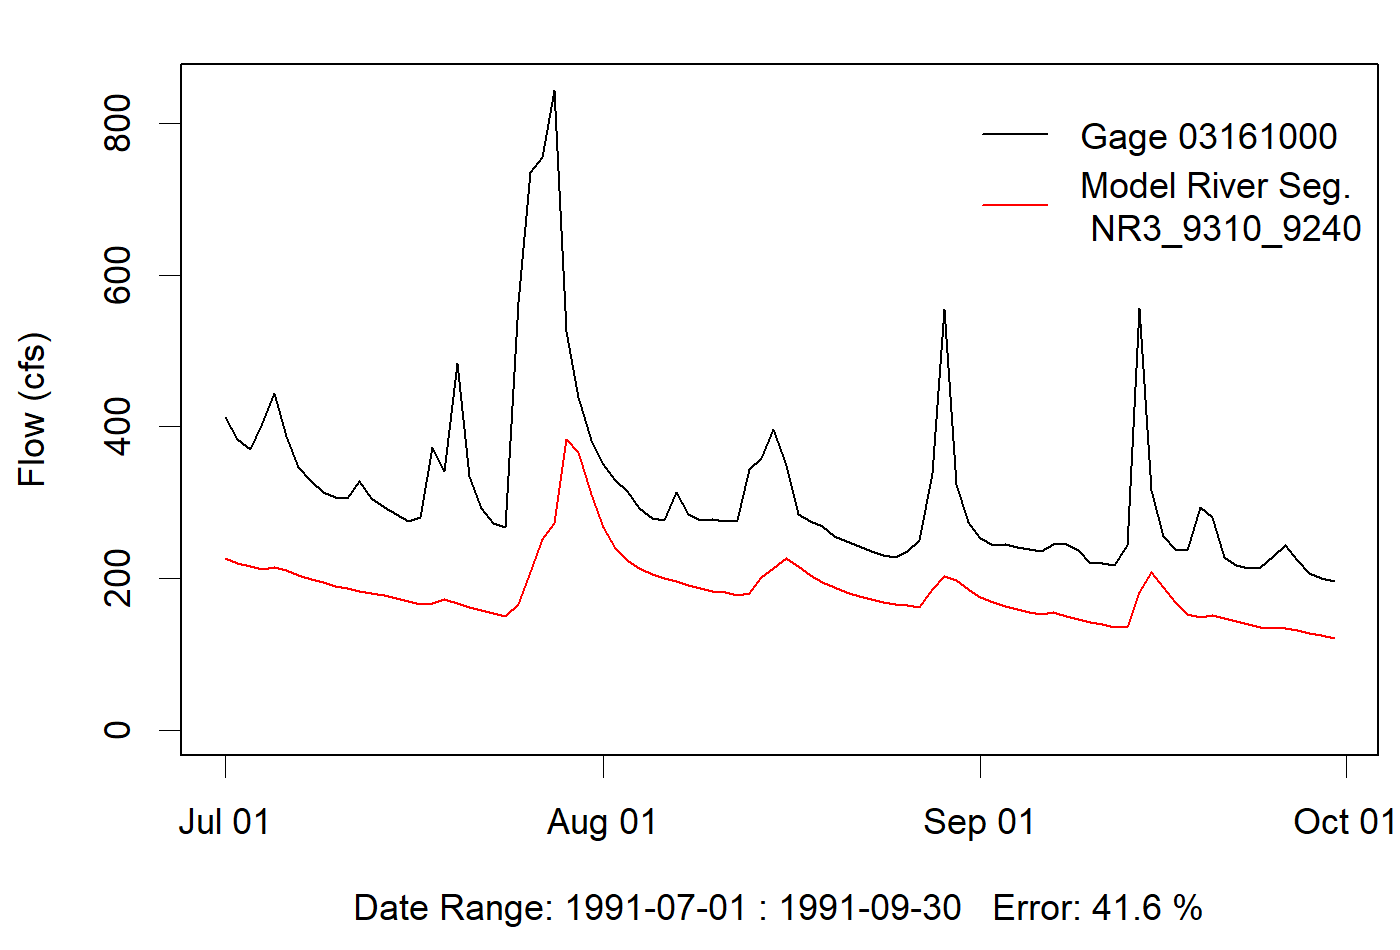 Flow (cfs)
800
600
400
200
0
Gage 03161000
Model River Seg.
NR3_9310_9240
Jul 01
Aug 01
Sep 01
Oct 01
Date Range: 1991-07-01 : 1991-09-30   Error: 41.6 %